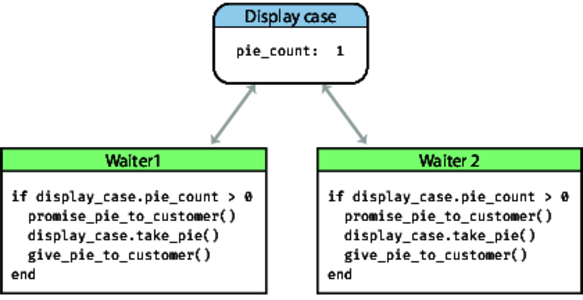 Display case
pie_count: 1
Waiter1
if display_case.pie_count > 0
promise_pie_to_customer()
display_case.take_pie()
give_pie_to_customer()
end
Waiter 2
if display_case.pie_count > 0
promise_pie_to_customer()
display_case.take_pie()
give_pie_to_customer()
end